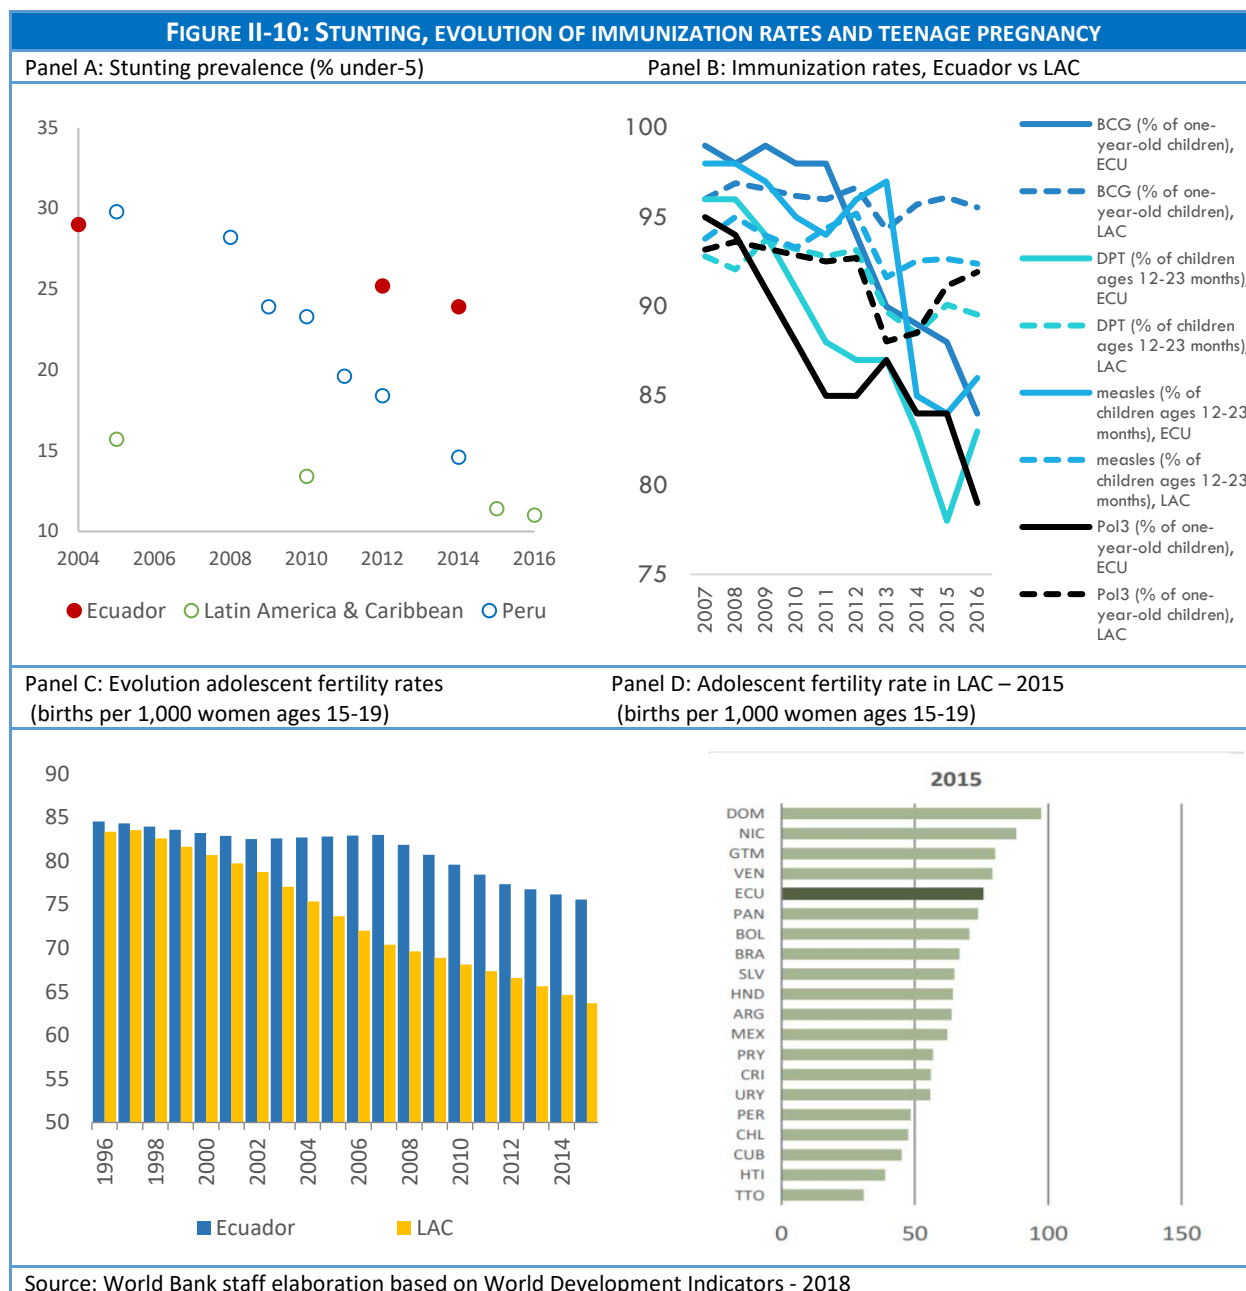 FIGURE II-10: STUNTING, EVOLUTION OF IMMUNIZATION RATES AND TEENAGE PREGNANCY
Panel A: Stunting prevalence (% under-5)
Panel B: Immunization rates, Ecuador vs LAC
35
30
25
20
15
10
2004 2006 2008 2010 2012 2014 2016
Ecuador Latin America & Caribbean Peru
100
95
90
85
80
75
2007 2008 2009 2010 2011 2012 2013 2014 2015 2016
BCG (% of one-
year-old children),
ECU
BCG (% of one-
year-old children),
LAC
DPT (% of children
ages 12-23 months),
ECU
DPT (% of children
ages 12-23 months),
LAC
measles (% of
children ages 12-23
months), ECU
measles (% of
children ages 12-23
months), LAC
Pol3 (% of one-
year-old children),
ECU
Pol3 (% of one-
year-old children),
LAC
Panel C: Evolution adolescent fertility rates
(births per 1,000 women ages 15-19)
Panel D: Adolescent fertility rate in LAC – 2015
(births per 1,000 women ages 15-19)
90
85
80
75
70
65
60
55
50
1996 1998 2000 2002 2004 2006 2008 2010 2012 2014
Ecuador LAC
2015
DOM
NIC
GTM
VEN
ECU
PAN
BOL
BRA
SLV
HND
ARG
MEX
PRY
CRI
URY
PER
CHL
CUB
HTI
TTO
0 50 100 150
Source: World Bank staff elaboration based on World Development Indicators - 2018